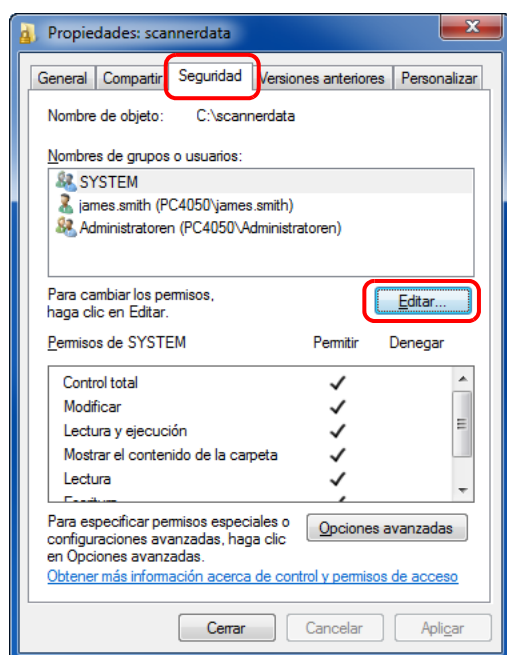 Propiedades: scannerdata
General Compartir Seguridad Versiones anteriores Personalizar
Nombre de objeto: C:\scannerdata
Nombres de grupos o usuarios:
SYSTEM
james.smith (PC4050\james.smith)
Administratoren (PC4050\Administratoren)
Para cambiar los permisos,
haga clic en Editar.
Editar...
Permisos de SYSTEM Permitir Denegar
Control total
Modificar
Lectura y ejecución
Mostrar el contenido de la carpeta
Lectura
Para especificar permisos especiales o
configuraciones avanzadas, haga clic
en Opciones avanzadas.
Opciones avanzadas
Obtener más información acerca de control y permisos de acceso
Cerrar Cancelar Aplicar